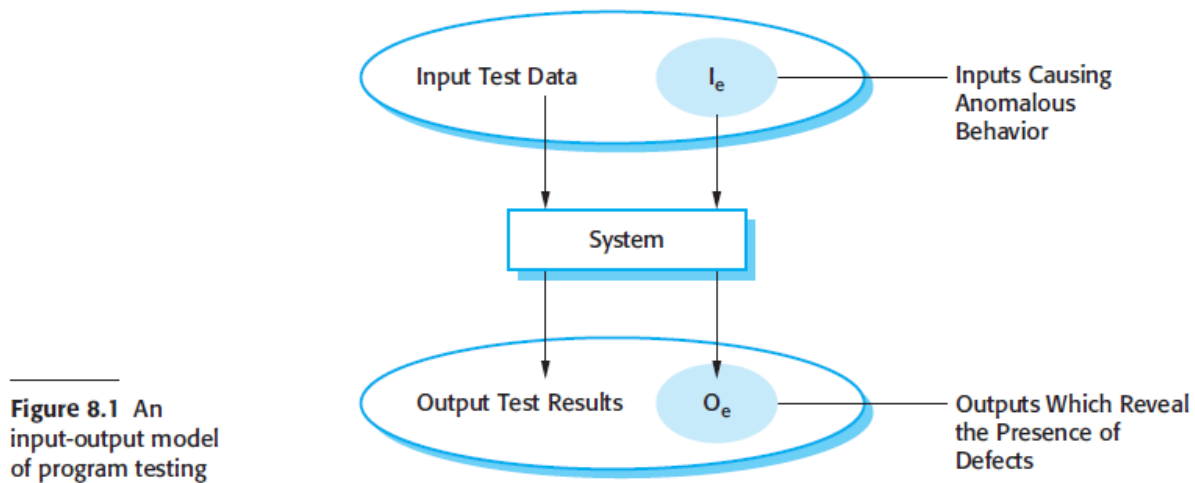 Input Test Data
Iₑ
Inputs Causing
Anomalous
Behavior
System
Output Test Results
Oₑ
Outputs Which Reveal
the Presence of
Defects
Figure 8.1 An
input-output model
of program testing